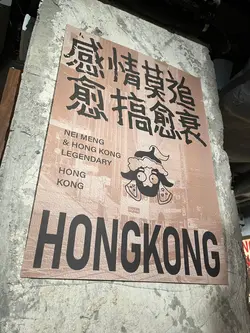 感情莫追
愈搞愈衰
NEI MENG
& HONG KONG
LEGENDARY
HONG
KONG
HONGKONG